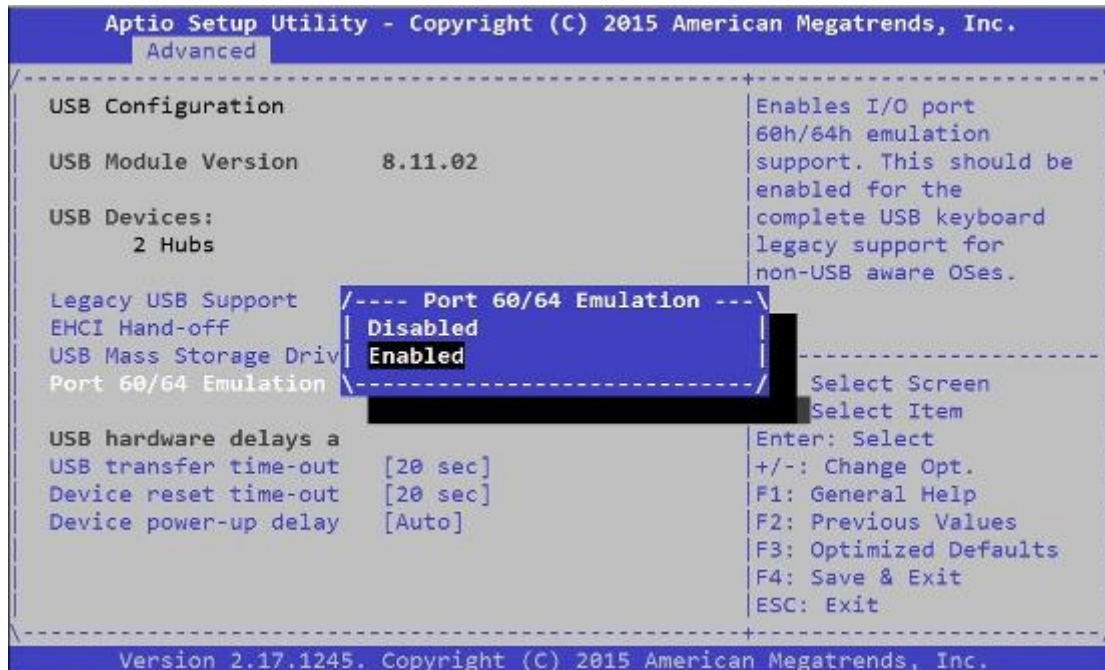 Aptio Setup Utility - Copyright (C) 2015 American Megatrends, Inc.
Advanced
USB Configuration
USB Module Version 8.11.02
USB Devices:
2 Hubs
Legacy USB Support
EHCI Hand-off
USB Mass Storage Driv
Port 60/64 Emulation
USB hardware delays a
USB transfer time-out [20 sec]
Device reset time-out [20 sec]
Device power-up delay [Auto]
/---- Port 60/64 Emulation ---\
Disabled
Enabled
Enables I/O port
60h/64h emulation
support. This should be
enabled for the
complete USB keyboard
legacy support for
non-USB aware OSes.
Select Screen
Select Item
Enter: Select
+/-: Change Opt.
F1: General Help
F2: Previous Values
F3: Optimized Defaults
F4: Save & Exit
ESC: Exit
Version 2.17.1245. Copyright (C) 2015 American Megatrends, Inc.